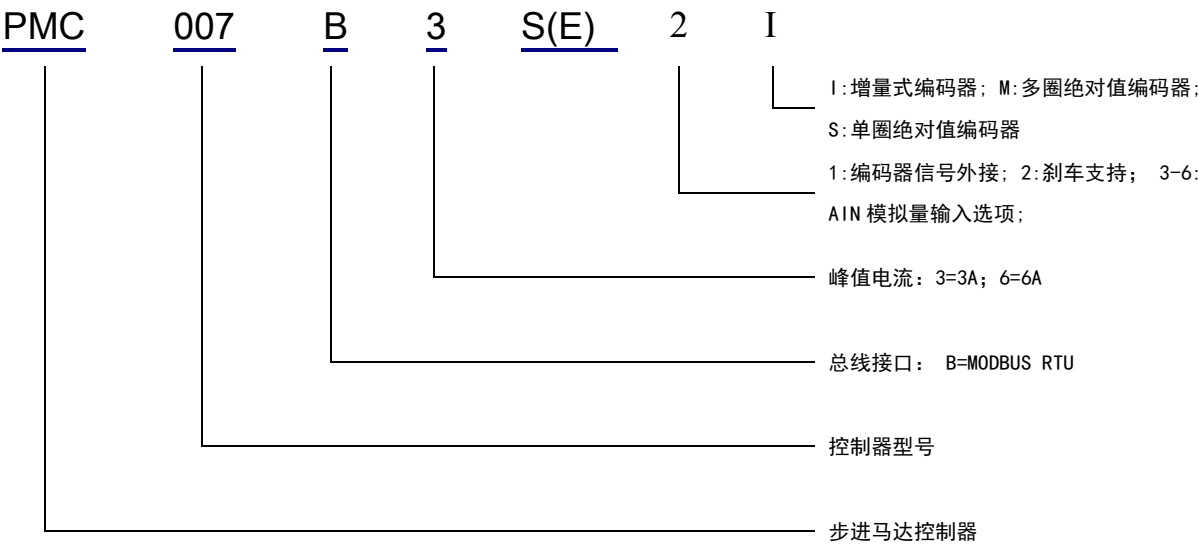 PMC 007 B 3 S(E) 2 I
I:增量式编码器; M:多圈绝对值编码器;
S:单圈绝对值编码器
1:编码器信号外接; 2:刹车支持; 3-6:
AIN 模拟量输入选项;
峰值电流: 3=3A; 6=6A
总线接口: B=MODBUS RTU
控制器型号
步进马达控制器